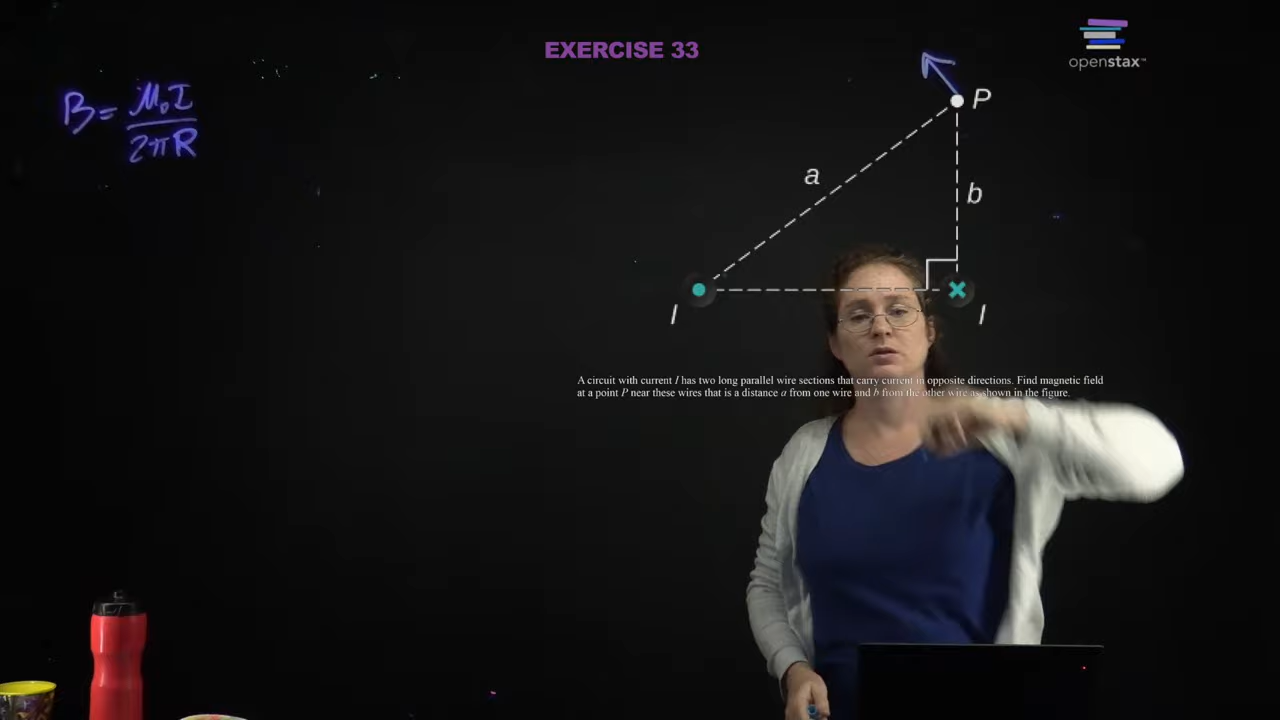 EXERCISE 33
openstax™
B = μ₀I / 2πR
P
a
b
I
I
A circuit with current I has two long parallel wire sections that carry current in opposite directions. Find magnetic field
at a point P near these wires that is a distance a from one wire and b from the other wire as shown in the figure.